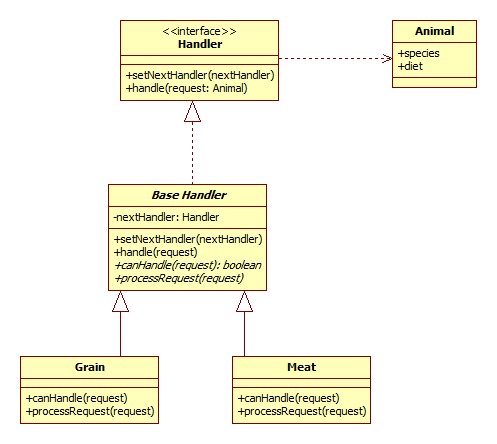 <<interface>>
Handler
+setNextHandler(nextHandler)
+handle(request: Animal)
Animal
+species
+diet
Base Handler
-nextHandler: Handler
+setNextHandler(nextHandler)
+handle(request)
+canHandle(request): boolean
+processRequest(request)
Grain
+canHandle(request)
+processRequest(request)
Meat
+canHandle(request)
+processRequest(request)